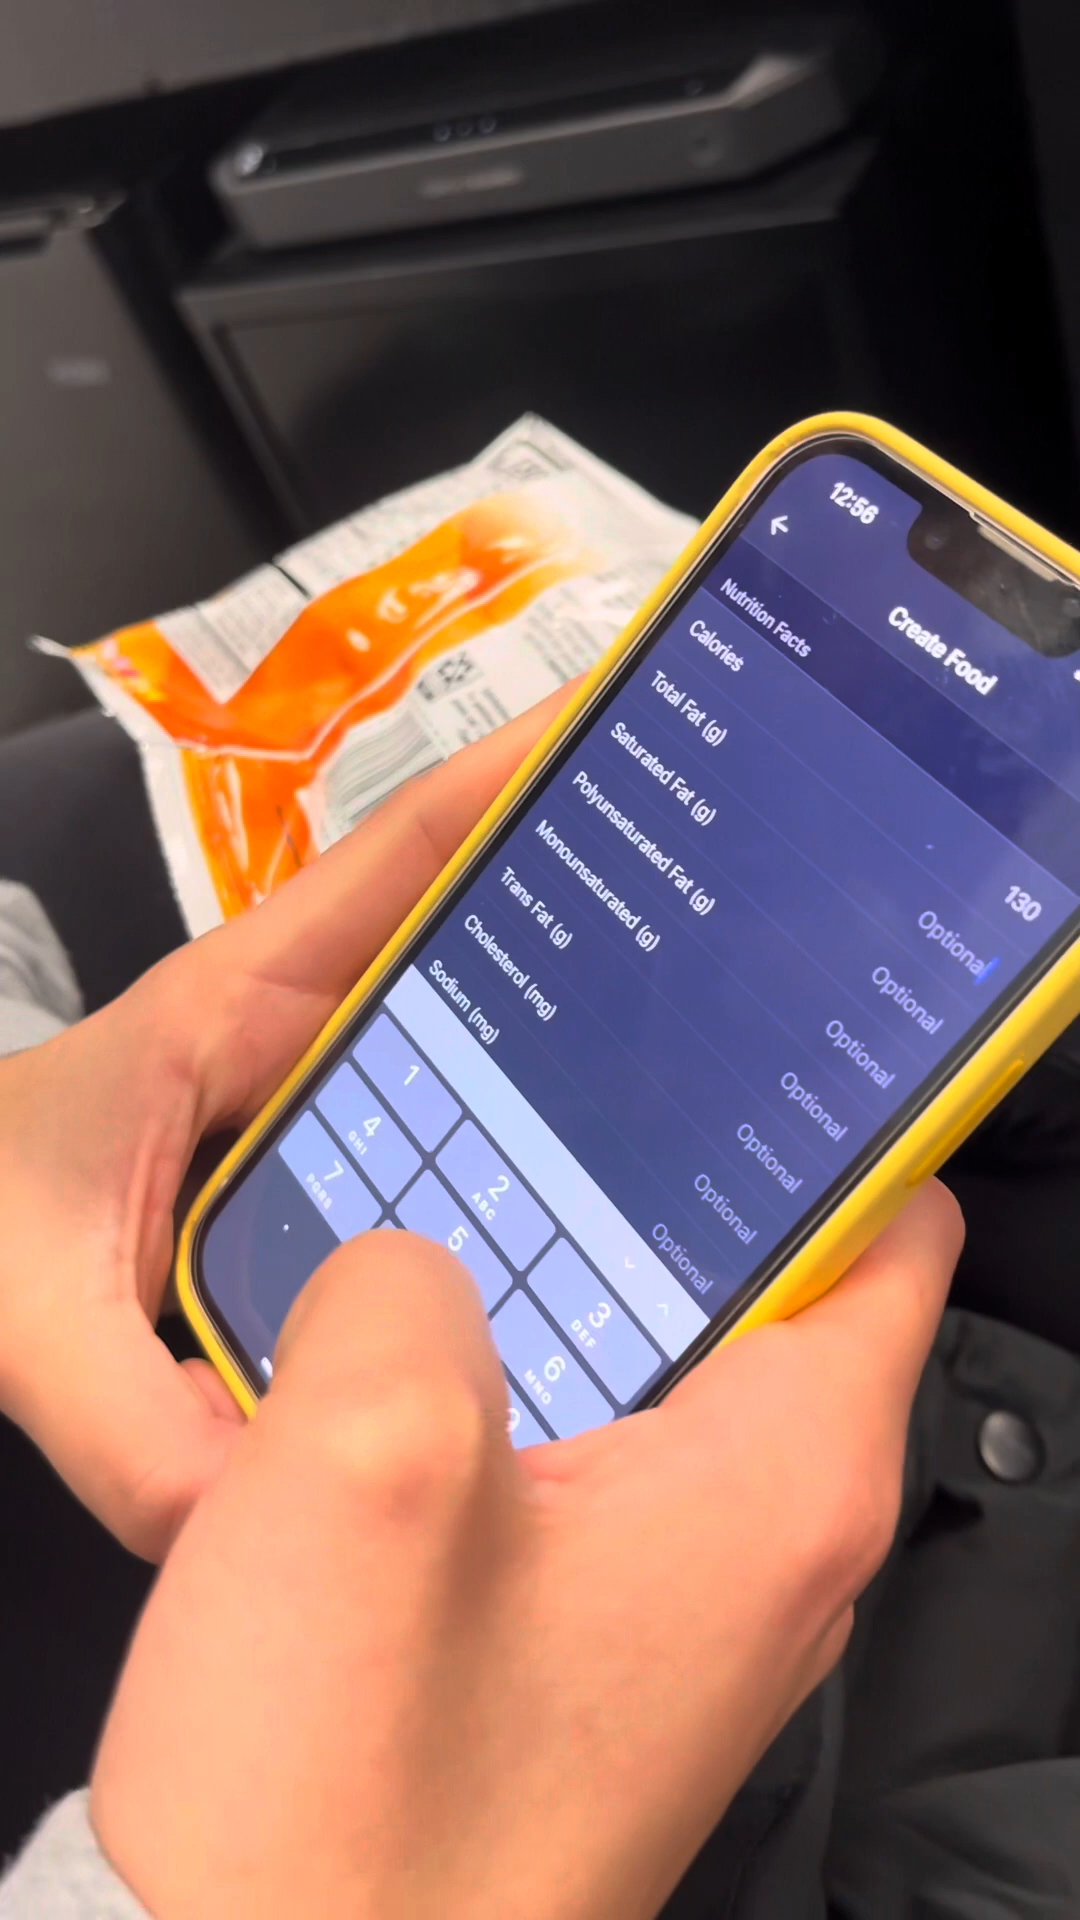 12:56
Create Food
Nutrition Facts
Calories 130
Total Fat (g) Optional
Saturated Fat (g) Optional
Polyunsaturated Fat (g) Optional
Monounsaturated (g) Optional
Trans Fat (g) Optional
Cholesterol (mg) Optional
Sodium (mg) Optional
1
2 ABC
3 DEF
4 GHI
5
6 MNO
7 PQRS
9
.